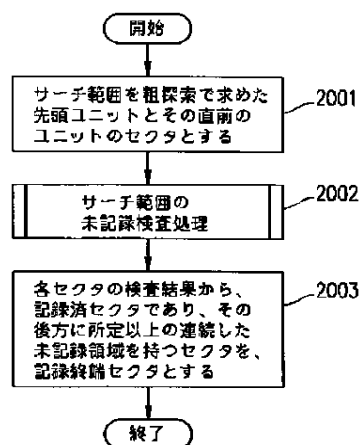 開始
サーチ範囲を粗探索で求めた
先頭ユニットとその直前の
ユニットのセクタとする
2001
サーチ範囲の
未記録検査処理
2002
各セクタの検査結果から、
記録済セクタであり、その
後方に所定以上の連続した
未記録領域を持つセクタを、
記録終端セクタとする
2003
終了